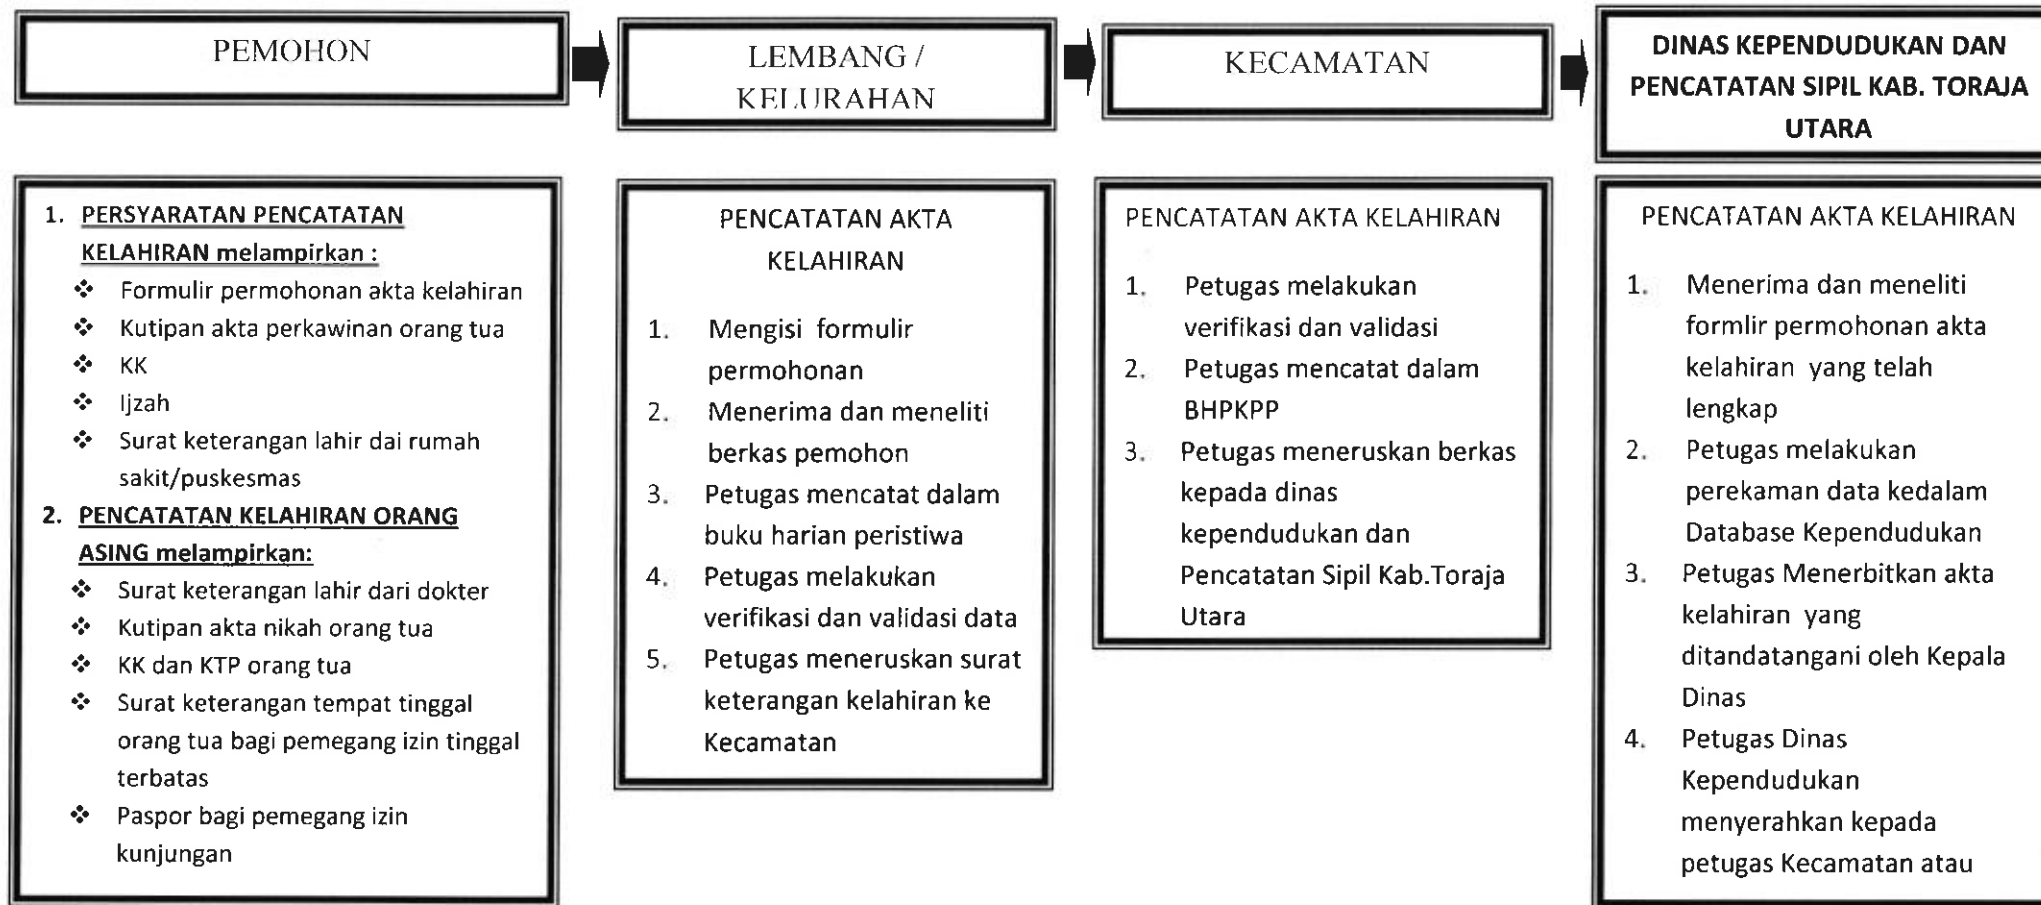 PEMOHON
LEMBANG /
KELURAHAN
KECAMATAN
DINAS KEPENDUDUKAN DAN
PENCATATAN SIPIL KAB. TORAJA
UTARA
1. PERSYARATAN PENCATATAN
KELAHIRAN melampirkan :
❖ Formulir permohonan akta kelahiran
❖ Kutipan akta perkawinan orang tua
❖ KK
❖ Ijzah
❖ Surat keterangan lahir dai rumah
sakit/puskesmas
2. PENCATATAN KELAHIRAN ORANG
ASING melampirkan:
❖ Surat keterangan lahir dari dokter
❖ Kutipan akta nikah orang tua
❖ KK dan KTP orang tua
❖ Surat keterangan tempat tinggal
orang tua bagi pemegang izin tinggal
terbatas
❖ Paspor bagi pemegang izin
kunjungan
PENCATATAN AKTA
KELAHIRAN
1. Mengisi formulir
permohonan
2. Menerima dan meneliti
berkas pemohon
3. Petugas mencatat dalam
buku harian peristiwa
4. Petugas melakukan
verifikasi dan validasi data
5. Petugas meneruskan surat
keterangan kelahiran ke
Kecamatan
PENCATATAN AKTA KELAHIRAN
1. Petugas melakukan
verifikasi dan validasi
2. Petugas mencatat dalam
BHPKPP
3. Petugas meneruskan berkas
kepada dinas
kependudukan dan
Pencatatan Sipil Kab.Toraja
Utara
PENCATATAN AKTA KELAHIRAN
1. Menerima dan meneliti
formlir permohonan akta
kelahiran yang telah
lengkap
2. Petugas melakukan
perekaman data kedalam
Database Kependudukan
3. Petugas Menerbitkan akta
kelahiran yang
ditandatangani oleh Kepala
Dinas
4. Petugas Dinas
Kependudukan
menyerahkan kepada
petugas Kecamatan atau